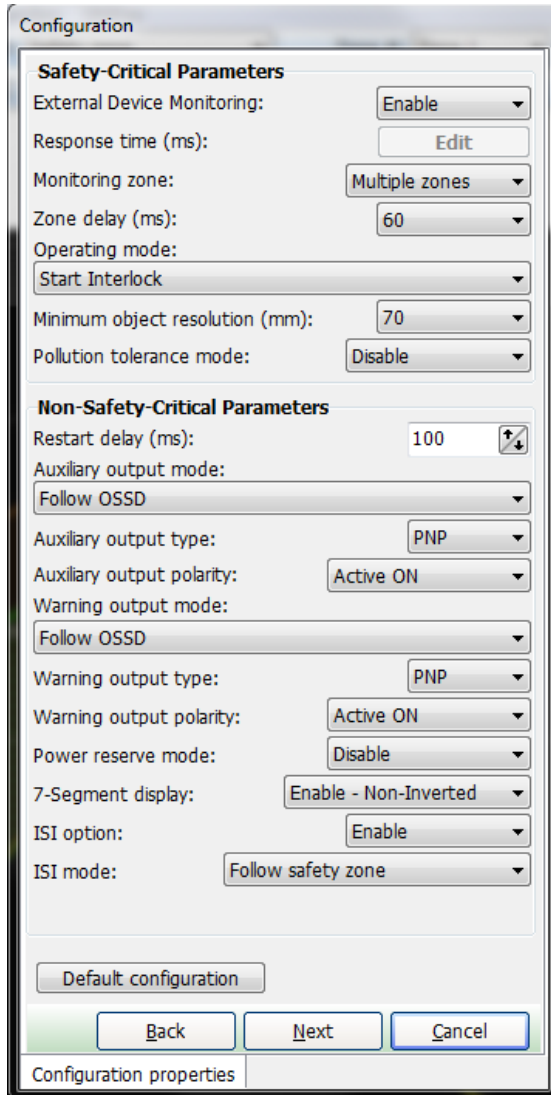 Configuration
Safety-Critical Parameters
External Device Monitoring: Enable
Response time (ms): Edit
Monitoring zone: Multiple zones
Zone delay (ms): 60
Operating mode:
Start Interlock
Minimum object resolution (mm): 70
Pollution tolerance mode: Disable
Non-Safety-Critical Parameters
Restart delay (ms): 100
Auxiliary output mode:
Follow OSSD
Auxiliary output type: PNP
Auxiliary output polarity: Active ON
Warning output mode:
Follow OSSD
Warning output type: PNP
Warning output polarity: Active ON
Power reserve mode: Disable
7-Segment display: Enable - Non-Inverted
ISI option: Enable
ISI mode: Follow safety zone
Default configuration
Back Next Cancel
Configuration properties